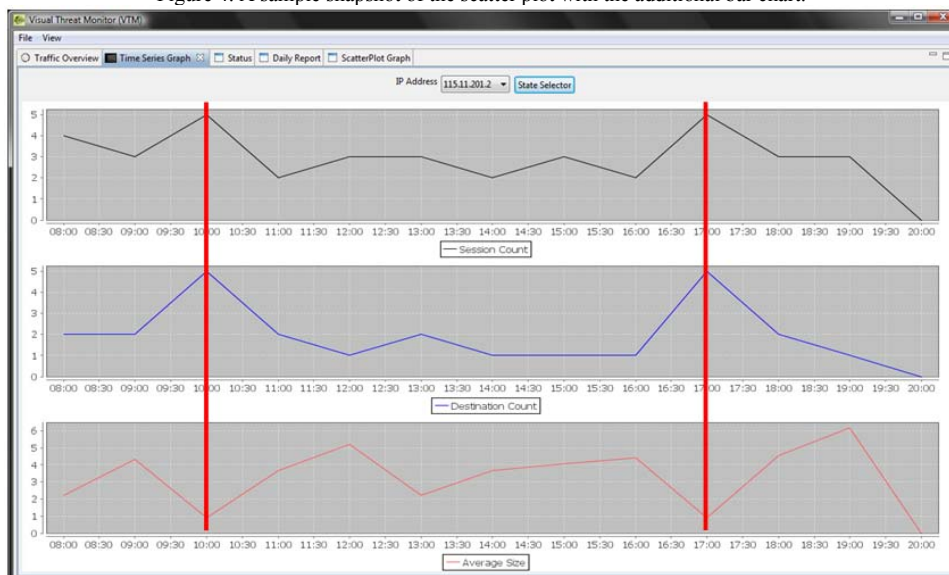 Figure 4. A sample snapshot of the scatter plot with the additional bar chart.
Visual Threat Monitor (VTM)
File View
Traffic Overview Time Series Graph Status Daily Report ScatterPlot Graph
IP Address 115.11.201.2 State Selector
5
4
3
2
1
0
08:00 08:30 09:00 09:30 10:00 10:30 11:00 11:30 12:00 12:30 13:00 13:30 14:00 14:30 15:00 15:30 16:00 16:30 17:00 17:30 18:00 18:30 19:00 19:30 20:00
Session Count
5
4
3
2
1
0
08:00 08:30 09:00 09:30 10:00 10:30 11:00 11:30 12:00 12:30 13:00 13:30 14:00 14:30 15:00 15:30 16:00 16:30 17:00 17:30 18:00 18:30 19:00 19:30 20:00
Destination Count
6
5
4
3
2
1
0
08:00 08:30 09:00 09:30 10:00 10:30 11:00 11:30 12:00 12:30 13:00 13:30 14:00 14:30 15:00 15:30 16:00 16:30 17:00 17:30 18:00 18:30 19:00 19:30 20:00
Average Size